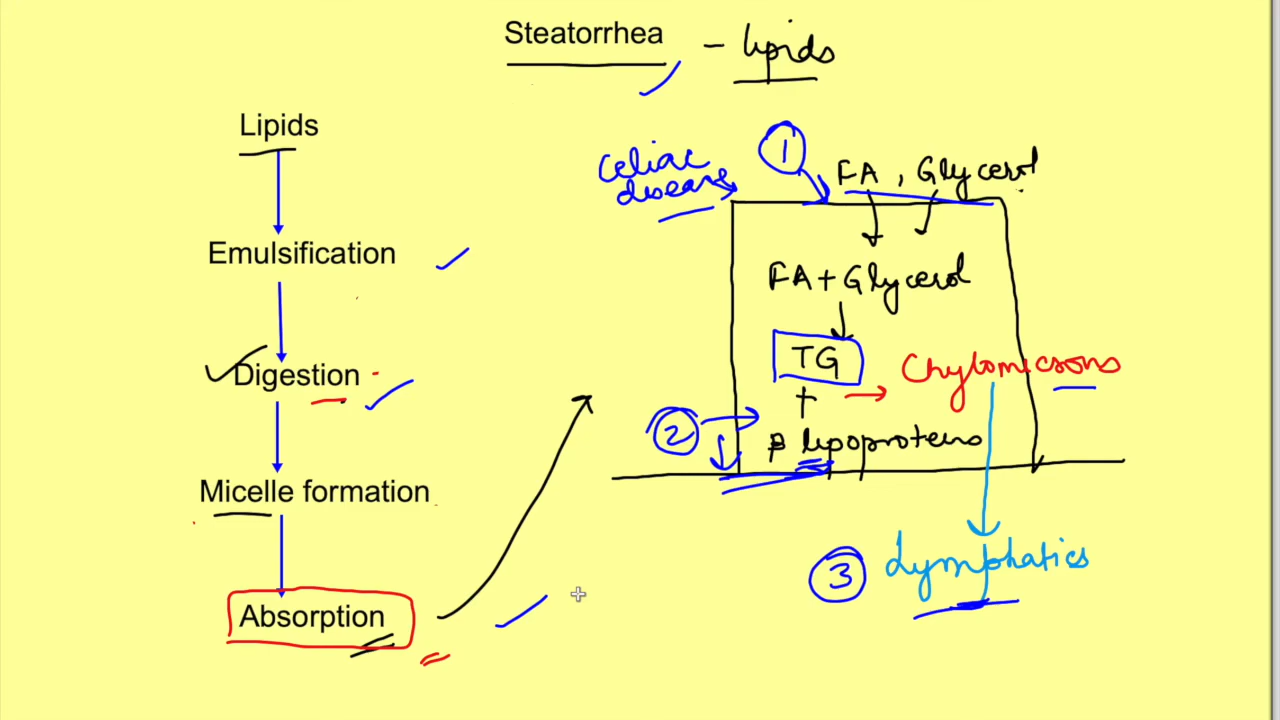 Steatorrhea - lipids
Lipids
Emulsification
Digestion
Micelle formation
Absorption
Celiac
disease
1
FA, Glycerol
FA + Glycerol
TG → Chylomicrons
+
2
β lipoproteins
3 Lymphatics